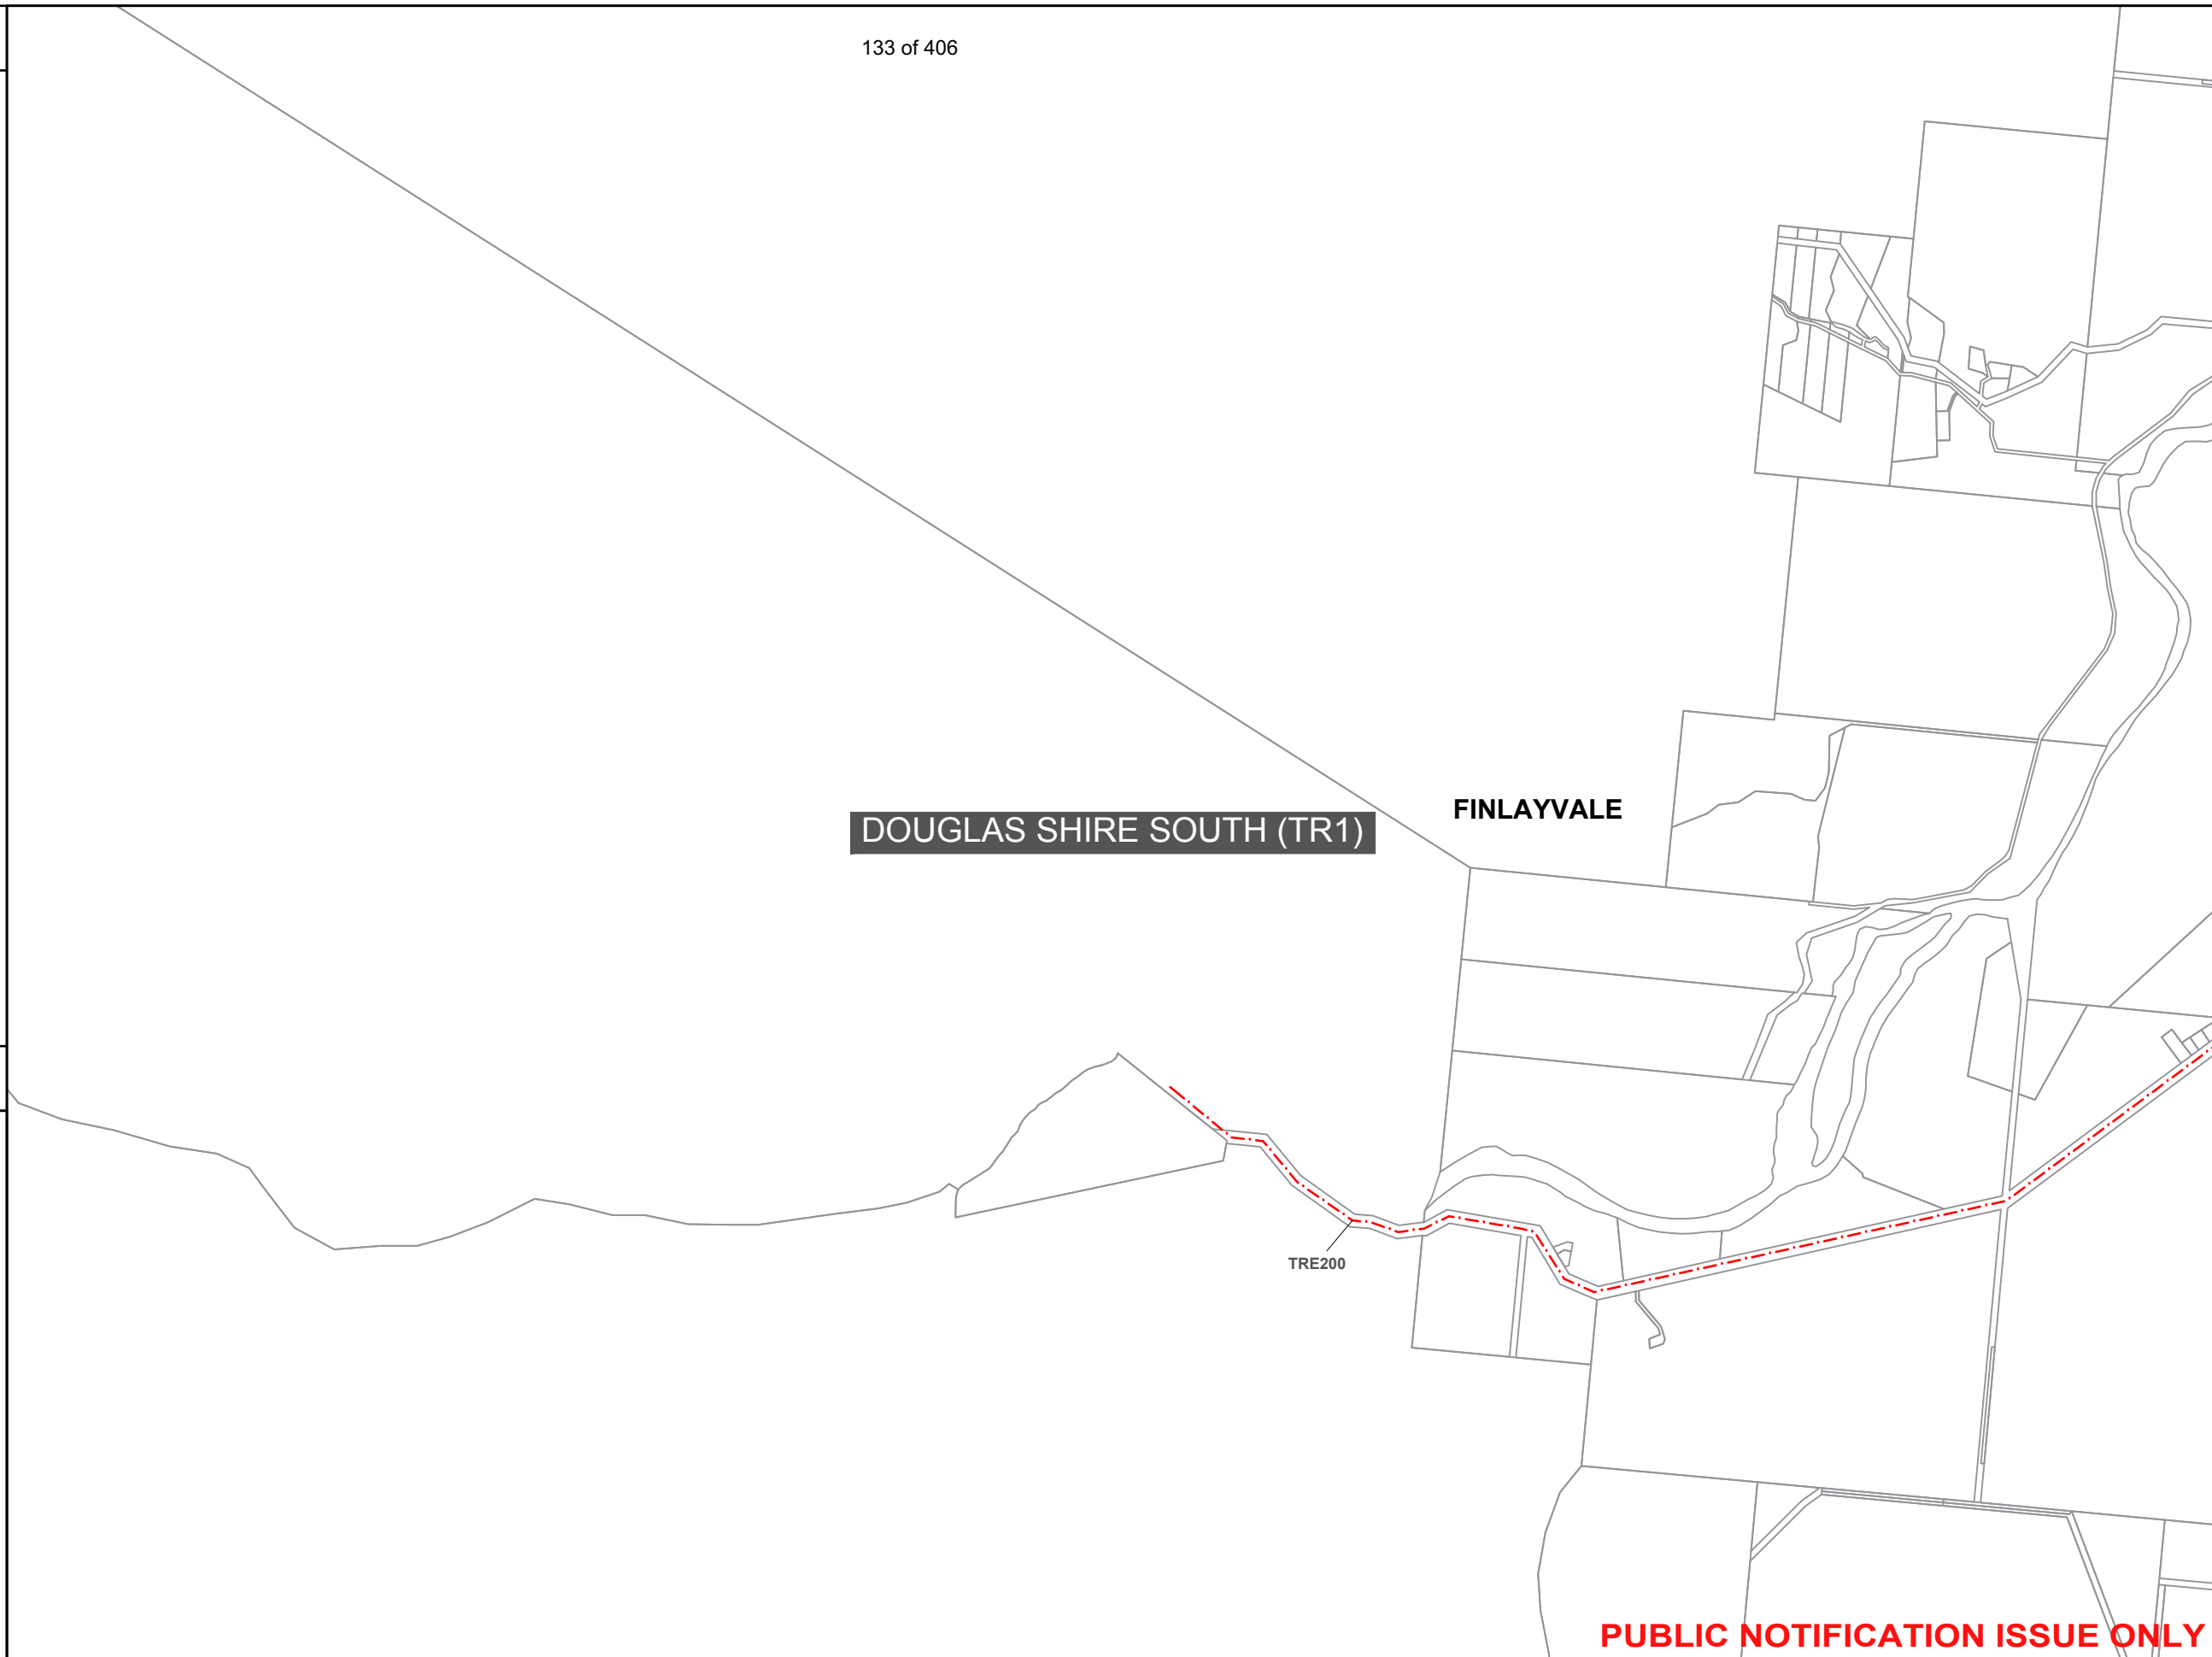 133 of 406
FINLAYVALE
DOUGLAS SHIRE SOUTH (TR1)
TRE200
PUBLIC NOTIFICATION ISSUE ONLY